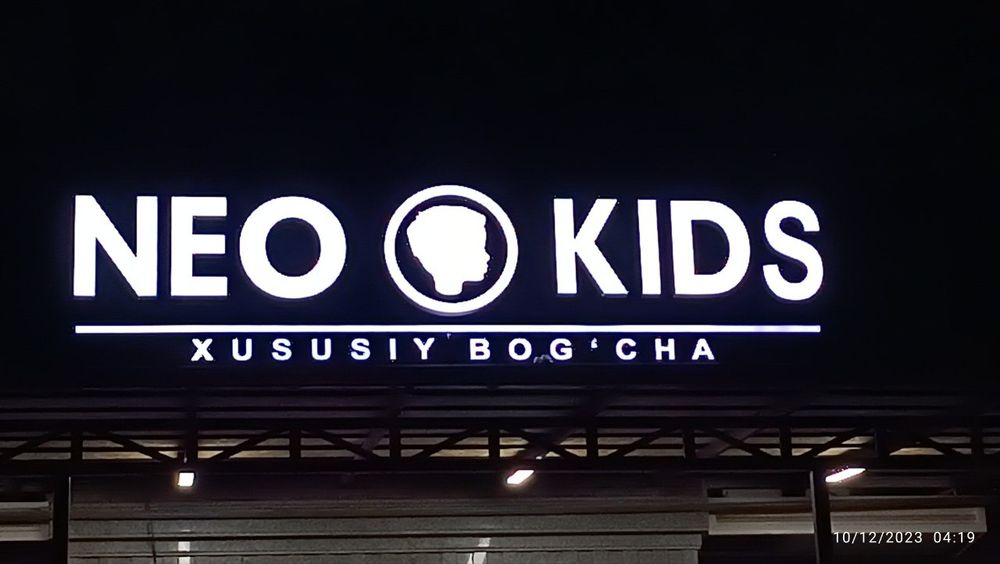 NEO KIDS
XUSUSIY BOG‘CHA
10/12/2023 04:19